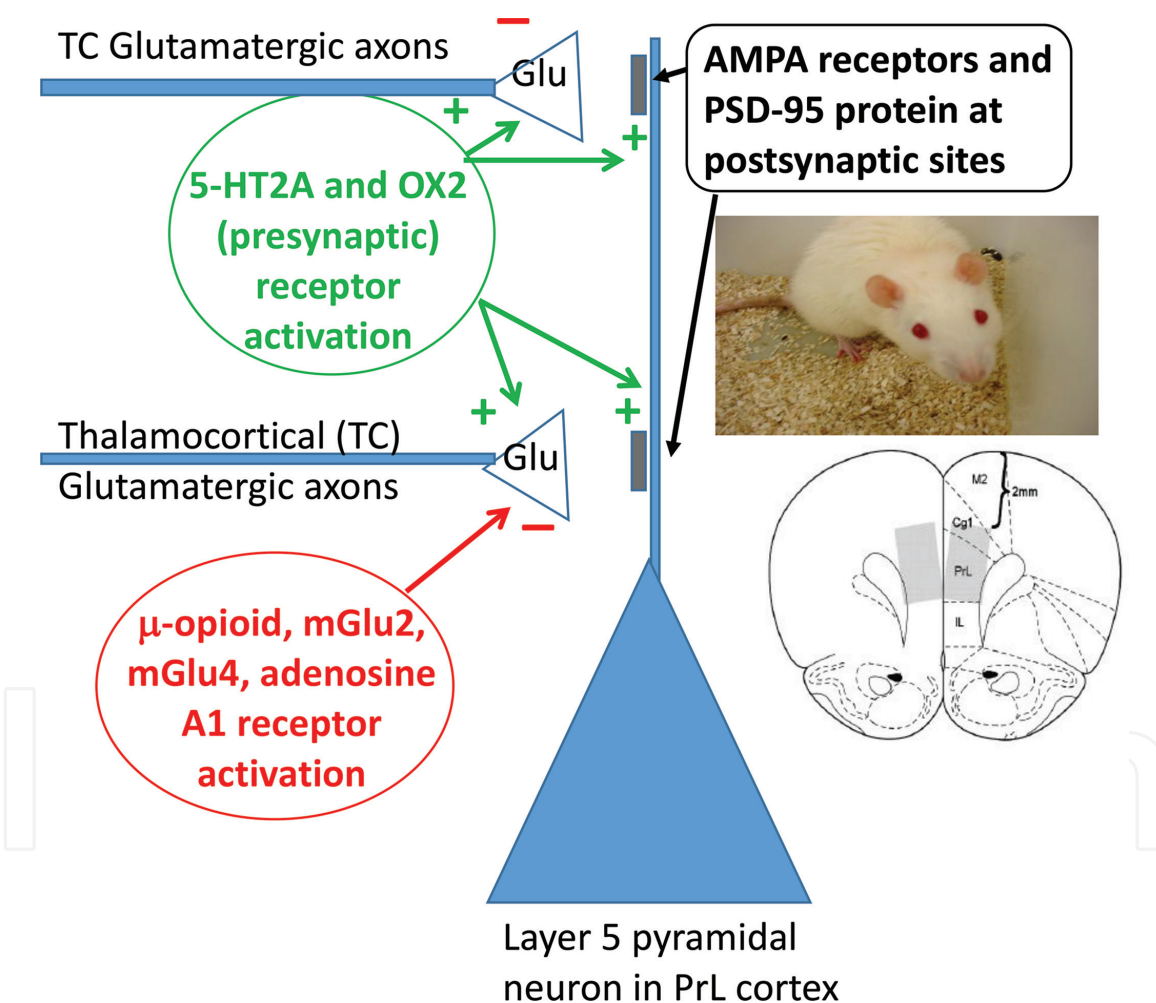 TC Glutamatergic axons
−
Glu
+
+
AMPA receptors and
PSD-95 protein at
postsynaptic sites
5-HT2A and OX2
(presynaptic)
receptor
activation
+
+
Thalamocortical (TC)
Glutamatergic axons
Glu
−
μ-opioid, mGlu2,
mGlu4, adenosine
A1 receptor
activation
M2
2mm
Cg1
PrL
IL
Layer 5 pyramidal
neuron in PrL cortex